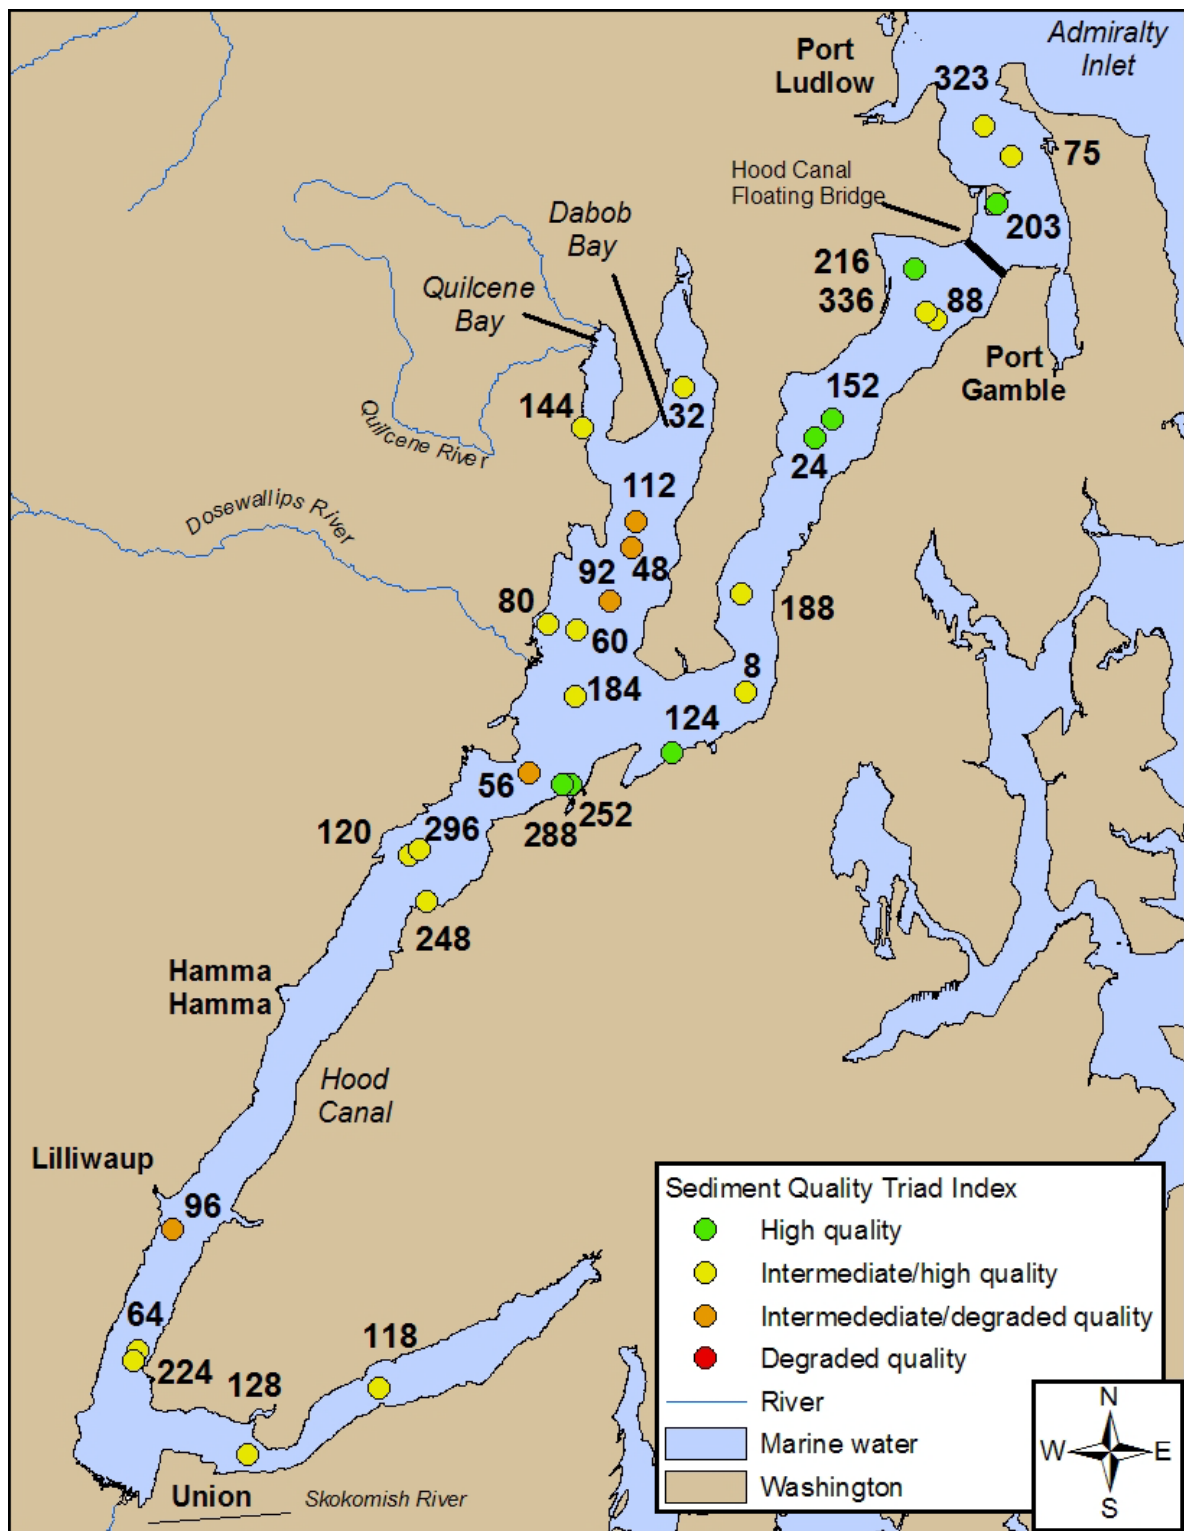 Admiralty
Inlet
Port
Ludlow
323
75
Hood Canal
Floating Bridge
203
Dabob
Bay
216
Quilcene
Bay
336
88
Port
Gamble
144
32
152
Quilcene River
24
112
Dosewallips River
92
48
80
188
60
8
184
124
56
252
288
120
296
248
Hamma
Hamma
Hood
Canal
Lilliwaup
96
64
118
224
128
Union
Skokomish River
Sediment Quality Triad Index
High quality
Intermediate/high quality
Intermedediate/degraded quality
Degraded quality
River
Marine water
Washington
N
W
E
S